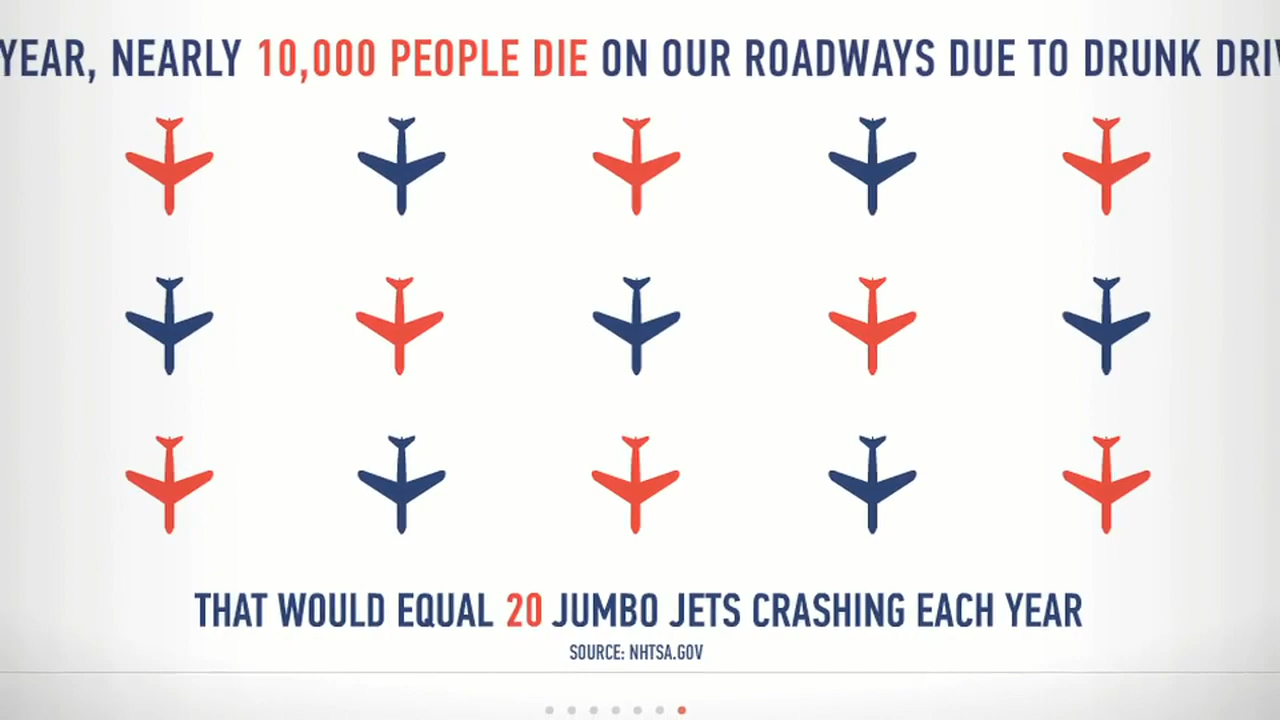 YEAR, NEARLY 10,000 PEOPLE DIE ON OUR ROADWAYS DUE TO DRUNK
THAT WOULD EQUAL 20 JUMBO JETS CRASHING EACH YEAR
SOURCE: NHTSA.GOV